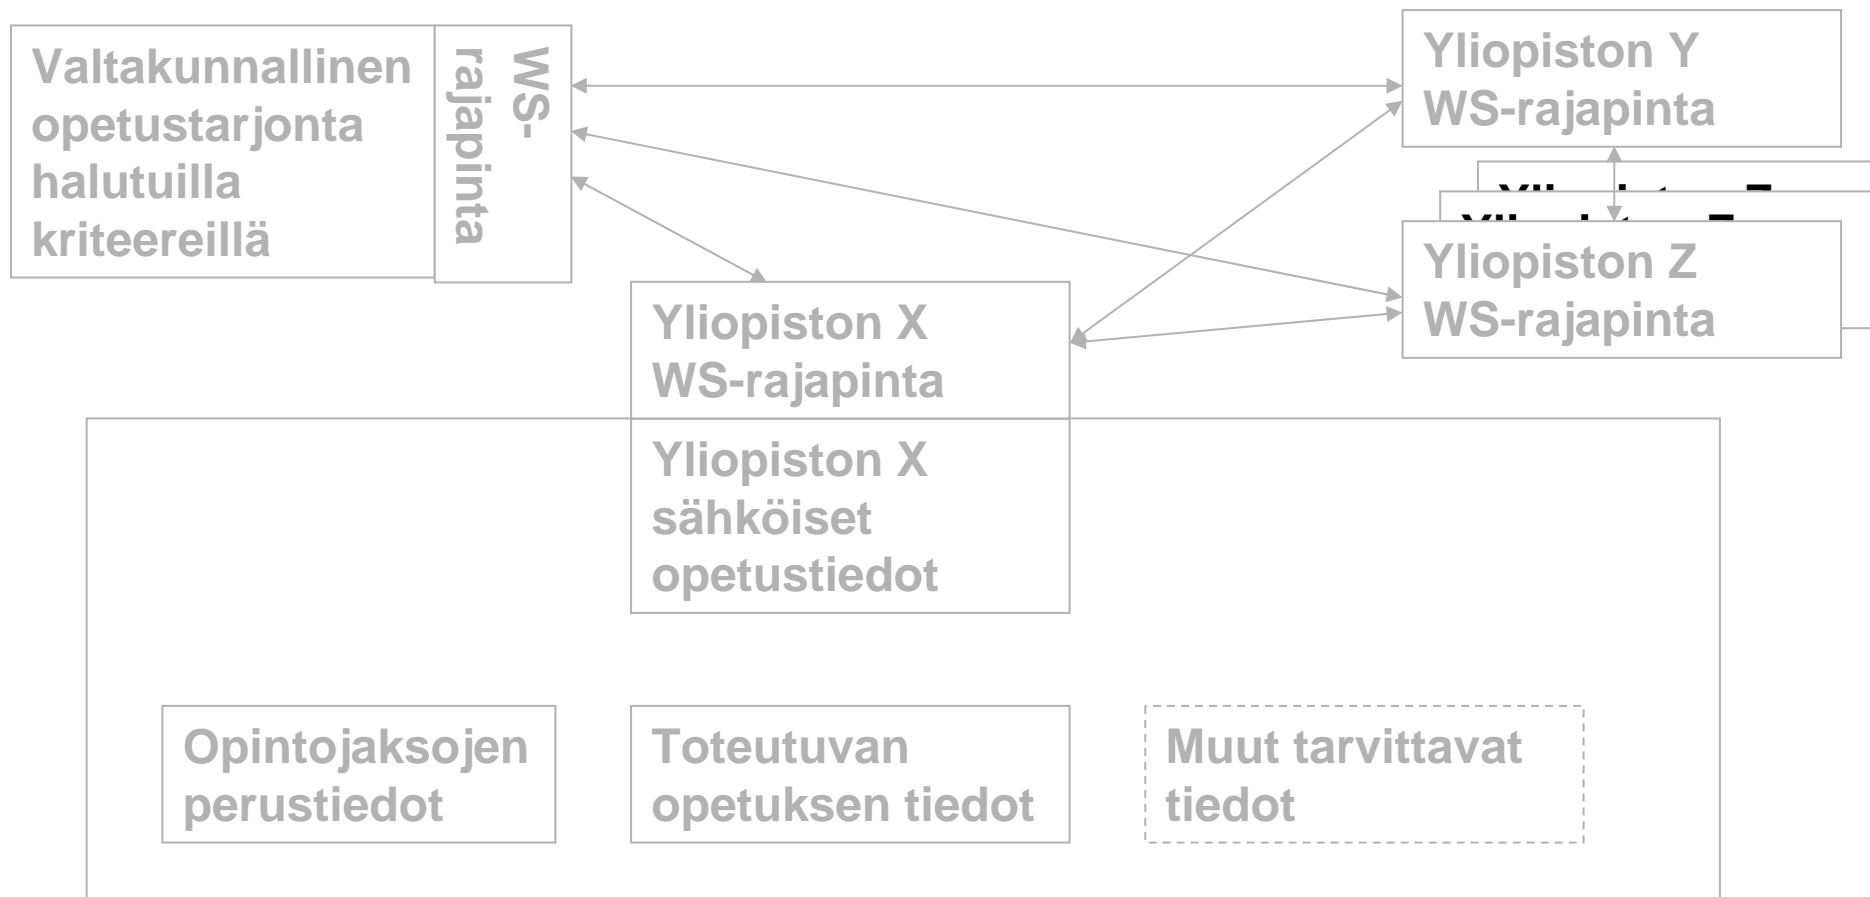 Valtakunnallinen
opetustarjonta
halutuilla
kriteereillä
WS-
rajapinta
Yliopiston Y
WS-rajapinta
Yliopiston Z
WS-rajapinta
Yliopiston X
WS-rajapinta
Yliopiston X
sähköiset
opetustiedot
Opintojaksojen
perustiedot
Toteutuvan
opetuksen tiedot
Muut tarvittavat
tiedot